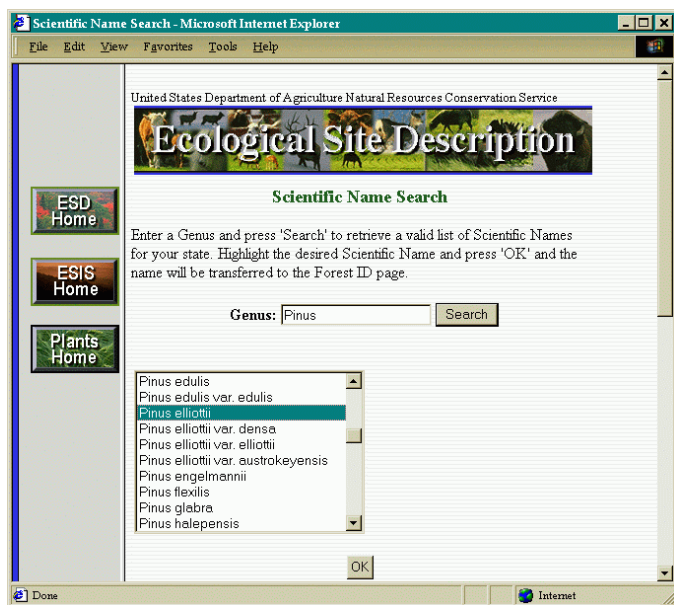 Scientific Name Search - Microsoft Internet Explorer
File Edit View Favorites Tools Help
United States Department of Agriculture Natural Resources Conservation Service
Ecological Site Description
Scientific Name Search
ESD
Home
Enter a Genus and press 'Search' to retrieve a valid list of Scientific Names
for your state. Highlight the desired Scientific Name and press 'OK' and the
name will be transferred to the Forest ID page.
ESIS
Home
Genus: Pinus Search
Plants
Home
Pinus edulis
Pinus edulis var. edulis
Pinus elliottii
Pinus elliottii var. densa
Pinus elliottii var. elliottii
Pinus elliottii var. austrokeyensis
Pinus engelmannii
Pinus flexilis
Pinus glabra
Pinus halepensis
OK
Done Internet